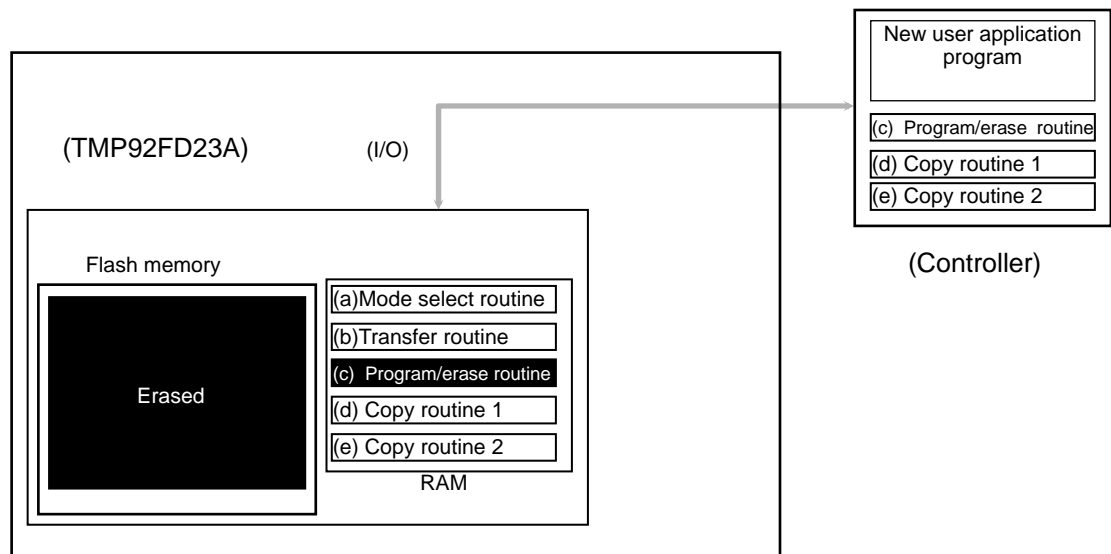 New user application
program
(c) Program/erase routine
(d) Copy routine 1
(e) Copy routine 2
(Controller)
(TMP92FD23A)
(I/O)
Flash memory
Erased
(a)Mode select routine
(b)Transfer routine
(c) Program/erase routine
(d) Copy routine 1
(e) Copy routine 2
RAM